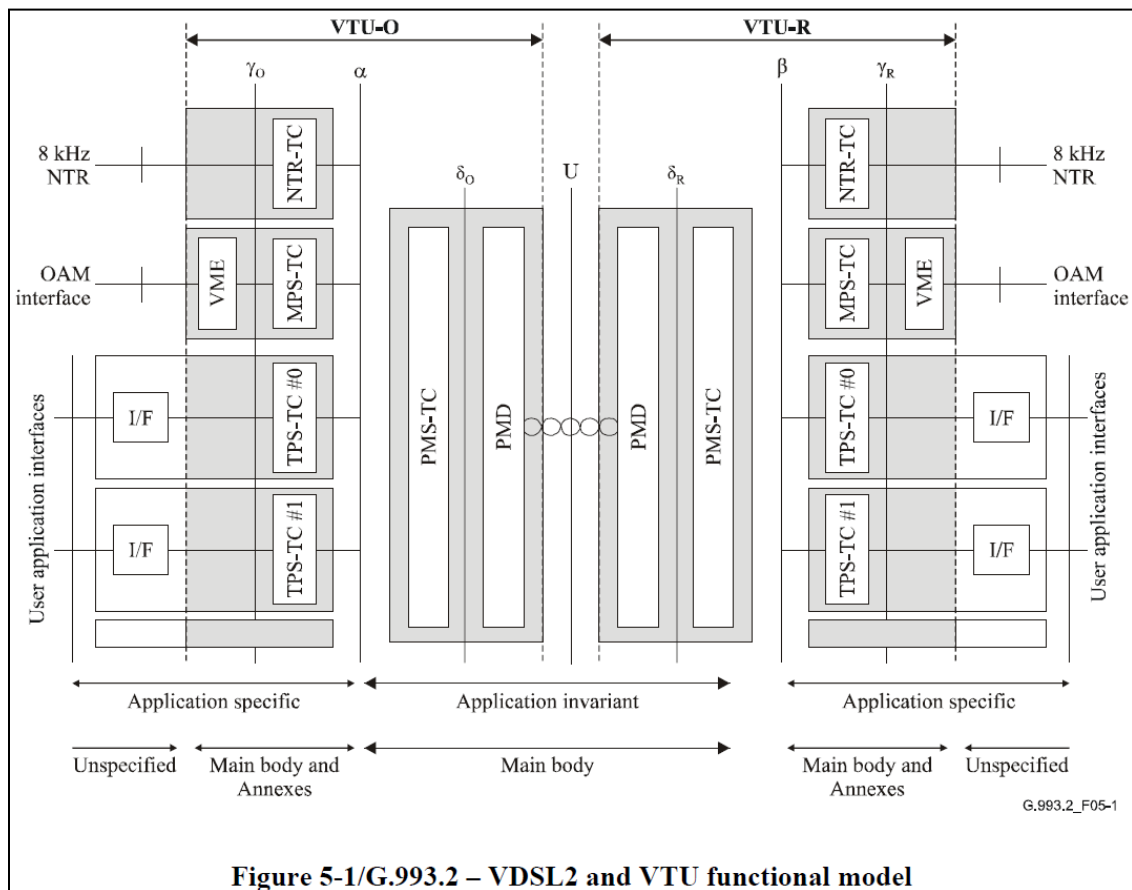 VTU-O
VTU-R
γO
α
β
γR
8 kHz
NTR
NTR-TC
δO
U
δR
NTR-TC
8 kHz
NTR
OAM
interface
VME
MPS-TC
MPS-TC
VME
OAM
interface
User application interfaces
I/F
TPS-TC #0
PMS-TC
PMD
PMD
PMS-TC
TPS-TC #0
I/F
User application interfaces
I/F
TPS-TC #1
TPS-TC #1
I/F
Application specific
Application invariant
Application specific
Unspecified
Main body and
Annexes
Main body
Main body and
Annexes
Unspecified
G.993.2_F05-1
Figure 5-1/G.993.2 – VDSL2 and VTU functional model